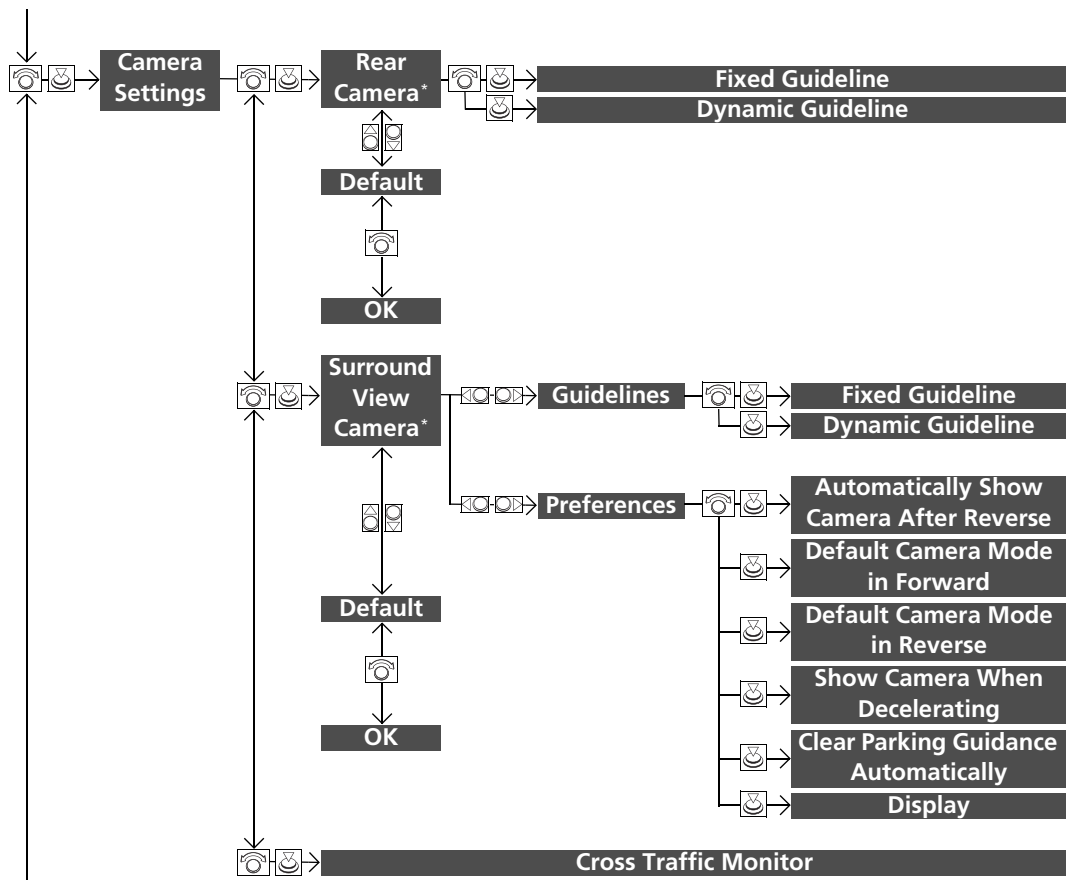 Camera
Settings
Rear
Camera*
Fixed Guideline
Dynamic Guideline
Default
OK
Surround
View
Camera*
Guidelines
Fixed Guideline
Dynamic Guideline
Preferences
Automatically Show
Camera After Reverse
Default Camera Mode
in Forward
Default Camera Mode
in Reverse
Show Camera When
Decelerating
Clear Parking Guidance
Automatically
Display
Default
OK
Cross Traffic Monitor